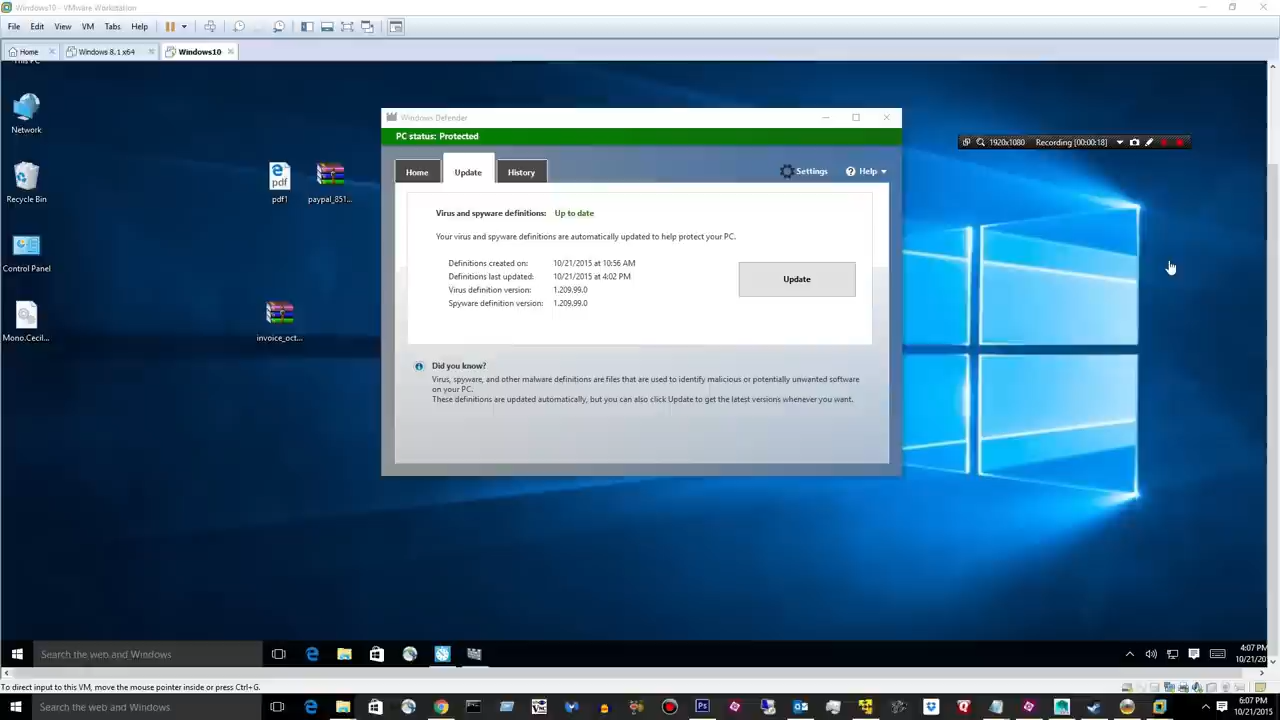 Windows10 - VMware Workstation
File Edit View VM Tabs Help
Home Windows 8.1 x64 Windows10
This PC
Network
Recycle Bin
Control Panel
Mono.Cecil...
pdf
pdf1
paypal_851...
invoice_oct...
Windows Defender
PC status: Protected
Home Update History Settings Help
Virus and spyware definitions: Up to date
Your virus and spyware definitions are automatically updated to help protect your PC.
Definitions created on: 10/21/2015 at 10:56 AM
Definitions last updated: 10/21/2015 at 4:02 PM
Virus definition version: 1.209.99.0
Spyware definition version: 1.209.99.0
Update
Did you know?
Virus, spyware, and other malware definitions are files that are used to identify malicious or potentially unwanted software
on your PC.
These definitions are updated automatically, but you can also click Update to get the latest versions whenever you want.
1920x1080 Recording [00:00:18]
Search the web and Windows
4:07 PM
10/21/20
To direct input to this VM, move the mouse pointer inside or press Ctrl+G.
Search the web and Windows
6:07 PM
10/21/2015